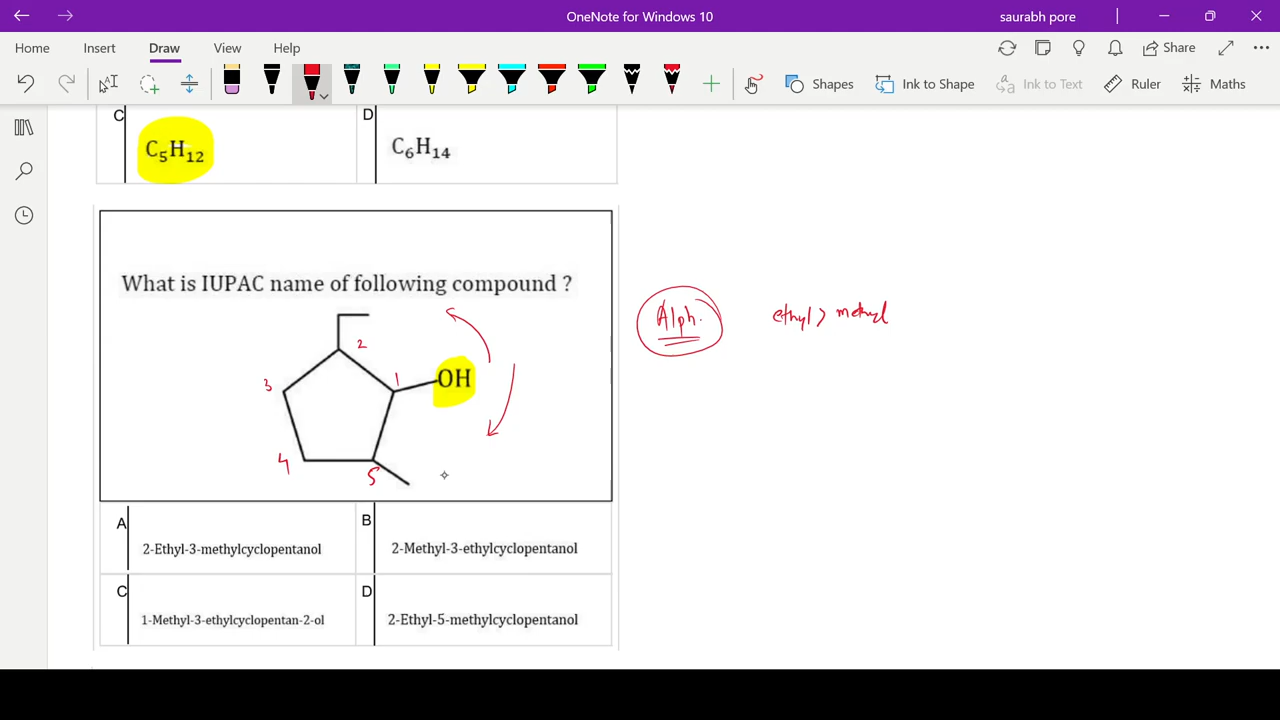 OneNote for Windows 10
saurabh pore
Home Insert Draw View Help
Share
Shapes Ink to Shape Ink to Text Ruler Maths
C D
C₅H₁₂ C₆H₁₄
What is IUPAC name of following compound ?
Alph. ethyl > methyl
2
1 OH
3
4 5
A 2-Ethyl-3-methylcyclopentanol
B 2-Methyl-3-ethylcyclopentanol
C 1-Methyl-3-ethylcyclopentan-2-ol
D 2-Ethyl-5-methylcyclopentanol